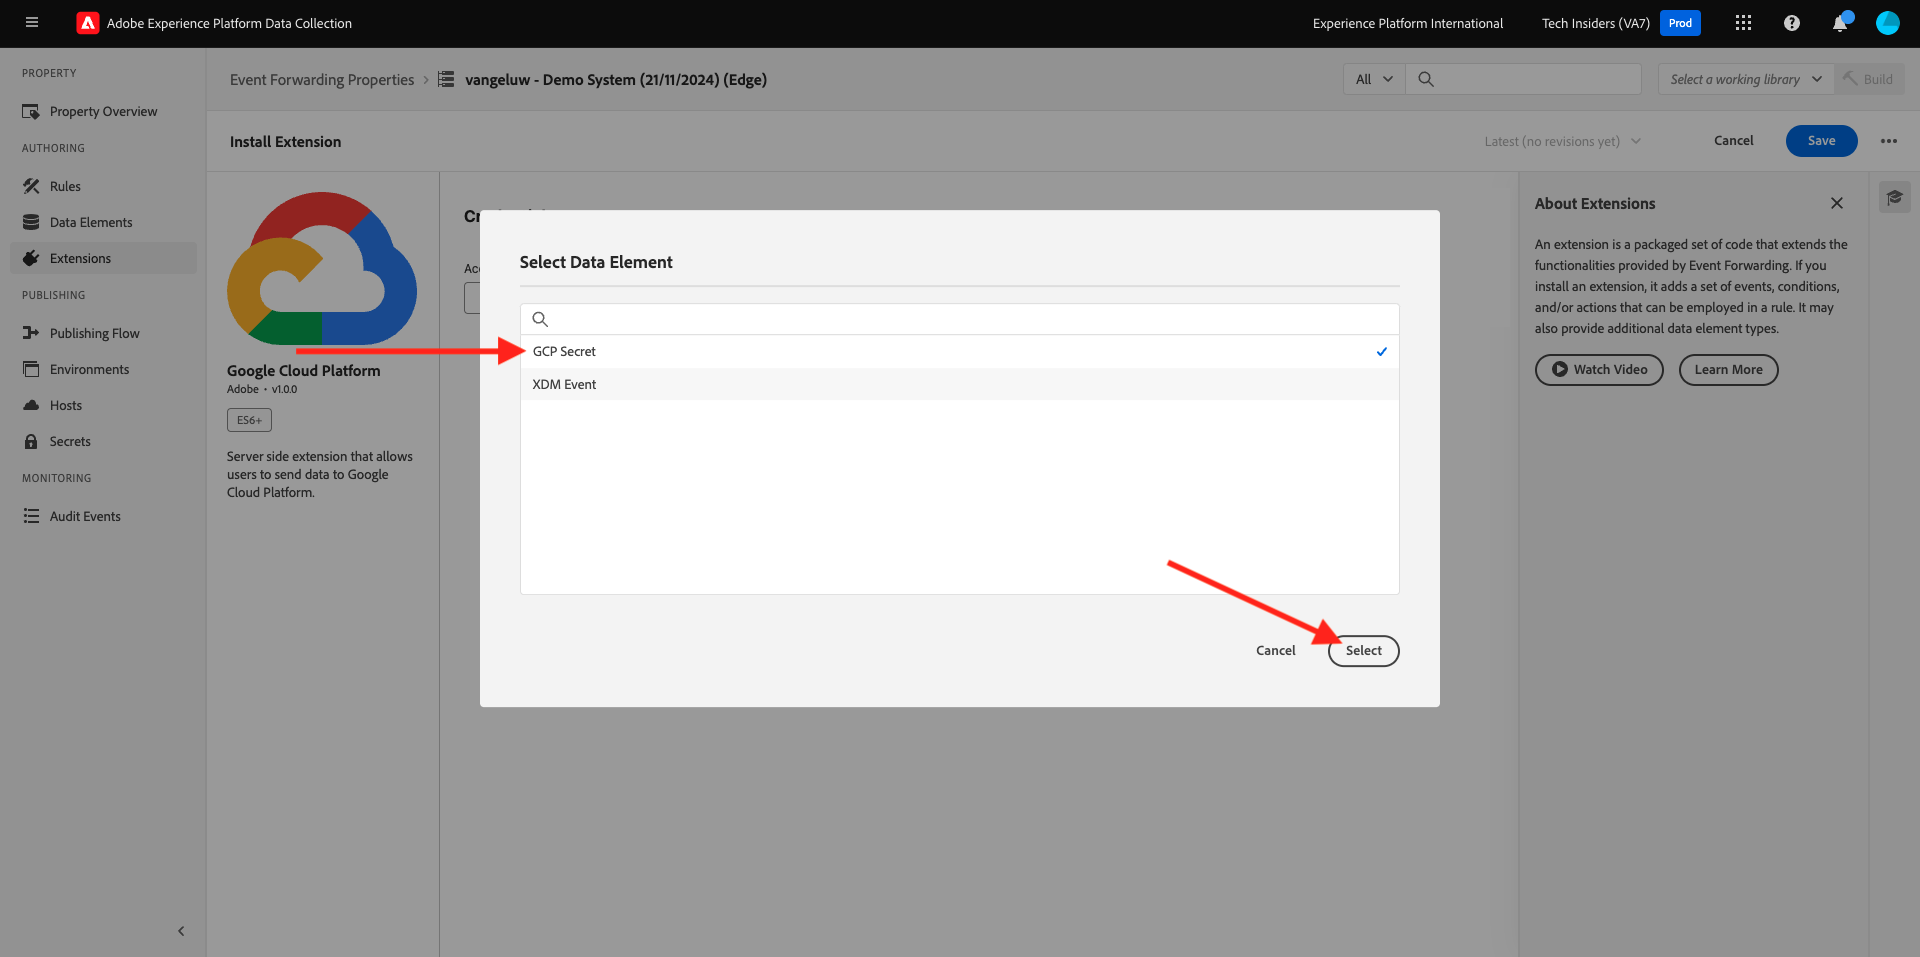 Adobe Experience Platform Data Collection
Experience Platform International
Tech Insiders (VA7)
Prod
PROPERTY
Property Overview
AUTHORING
Rules
Data Elements
Extensions
PUBLISHING
Publishing Flow
Environments
Hosts
Secrets
MONITORING
Audit Events
Event Forwarding Properties
vangeluw - Demo System (21/11/2024) (Edge)
All
Select a working library
Build
Install Extension
Latest (no revisions yet)
Cancel
Save
Google Cloud Platform
Adobe • v1.0.0
ES6+
Server side extension that allows
users to send data to Google
Cloud Platform.
Select Data Element
GCP Secret
XDM Event
Cancel
Select
About Extensions
An extension is a packaged set of code that extends the
functionalities provided by Event Forwarding. If you
install an extension, it adds a set of events, conditions,
and/or actions that can be employed in a rule. It may
also provide additional data element types.
Watch Video
Learn More